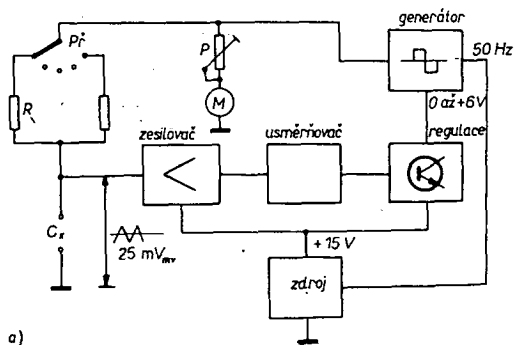 generátor
Př
P
50 Hz
R
M
0 až +6V
zesilovač
usměrňovač
regulace
Cx
25 mVmv
+15 V
zdroj
a)